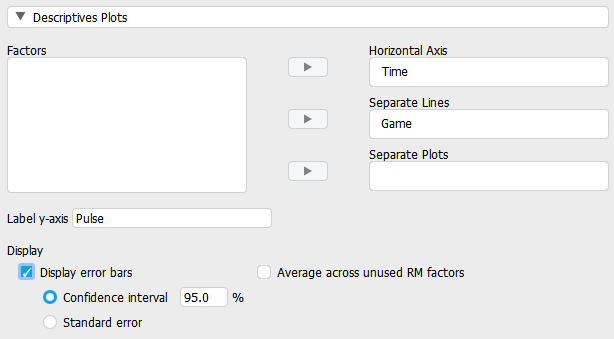 Descriptives Plots
Factors
Horizontal Axis
Time
Separate Lines
Game
Separate Plots
Label y-axis Pulse
Display
Display error bars
Average across unused RM factors
Confidence interval 95.0 %
Standard error